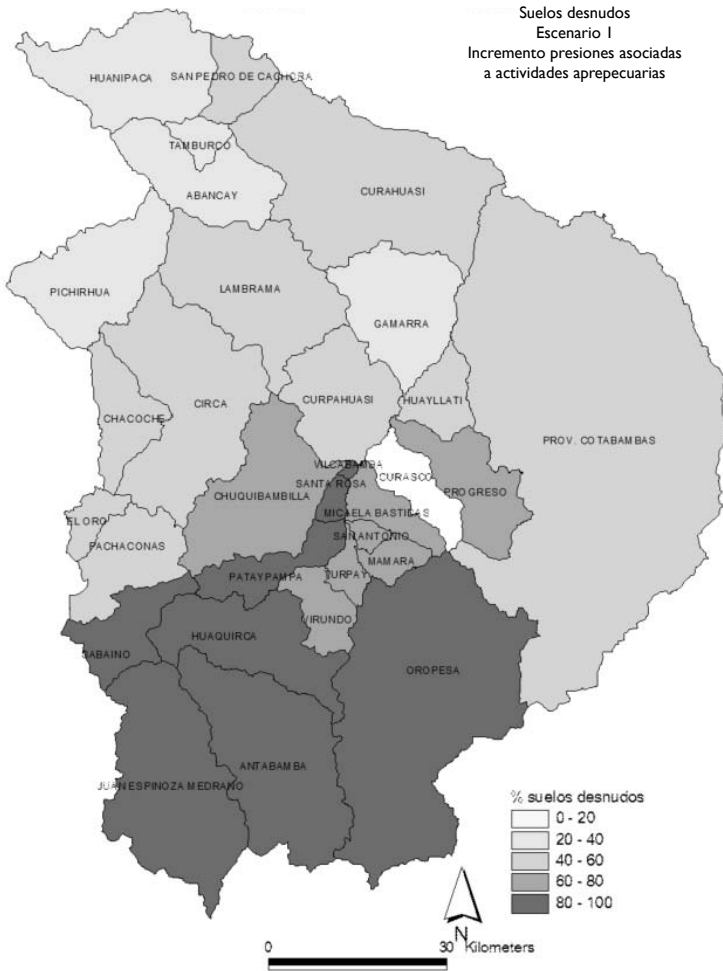 Suelos desnudos
Escenario 1
Incremento presiones asociadas
a actividades aprepecuarias
HUANIPACA
SAN PEDRO DE CACHORA
TAMBURCO
ABANCAY
CURAHUASI
PICHIRHUA
LAMBRAMA
GAMARRA
CHACOCHE
CIRCA
CURPAHUASI
HUAYLLATI
PROV. COTABAMBAS
VILCABAMBA
CURASCO
SANTA ROSA
CHUQUIBAMBILLA
PROGRESO
MICAELA BASTIDAS
EL ORO
SAN ANTONIO
PACHACONAS
MAMARA
PATAYPAMPA
TURPAY
VIRUNDO
HUAQUIRCA
SABAINO
OROPESA
ANTABAMBA
JUAN ESPINOZA MEDRANO
% suelos desnudos
0 - 20
20 - 40
40 - 60
60 - 80
80 - 100
N
0 30 Kilometers